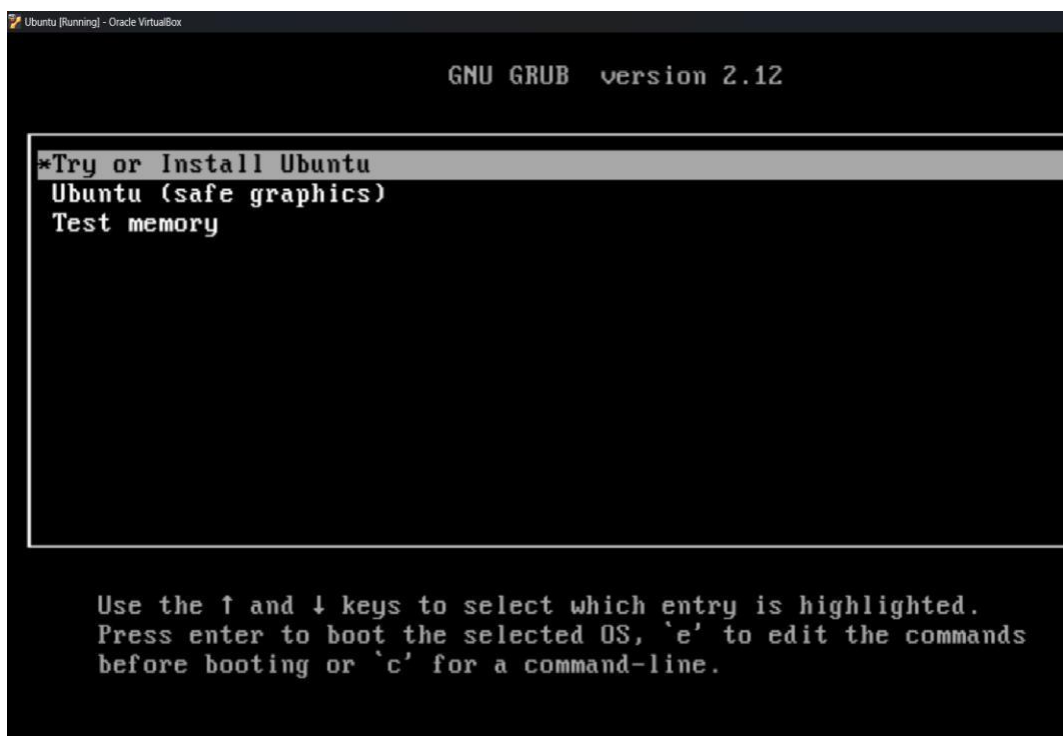 Ubuntu [Running] - Oracle VirtualBox
GNU GRUB version 2.12
*Try or Install Ubuntu
Ubuntu (safe graphics)
Test memory
Use the ↑ and ↓ keys to select which entry is highlighted.
Press enter to boot the selected OS, `e' to edit the commands
before booting or `c' for a command-line.